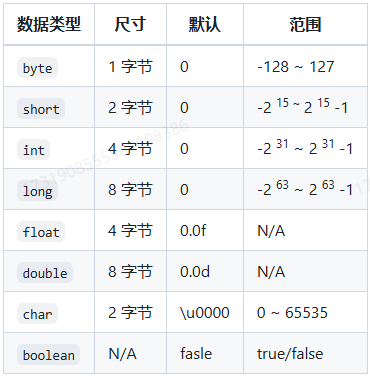 数据类型 尺寸 默认 范围
byte 1 字节 0 -128 ~ 127
short 2 字节 0 -2 15 ~ 2 15 -1
int 4 字节 0 -2 31 ~ 2 31 -1
long 8 字节 0 -2 63 ~ 2 63 -1
float 4 字节 0.0f N/A
double 8 字节 0.0d N/A
char 2 字节 \u0000 0 ~ 65535
boolean N/A fasle true/false